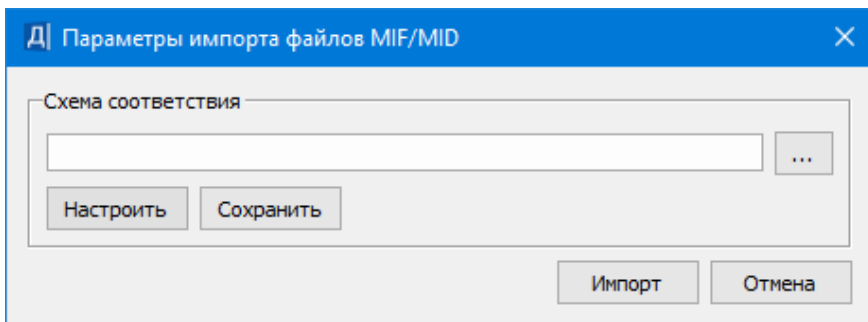 Д Параметры импорта файлов MIF/MID
Схема соответствия
...
Настроить Сохранить
Импорт Отмена